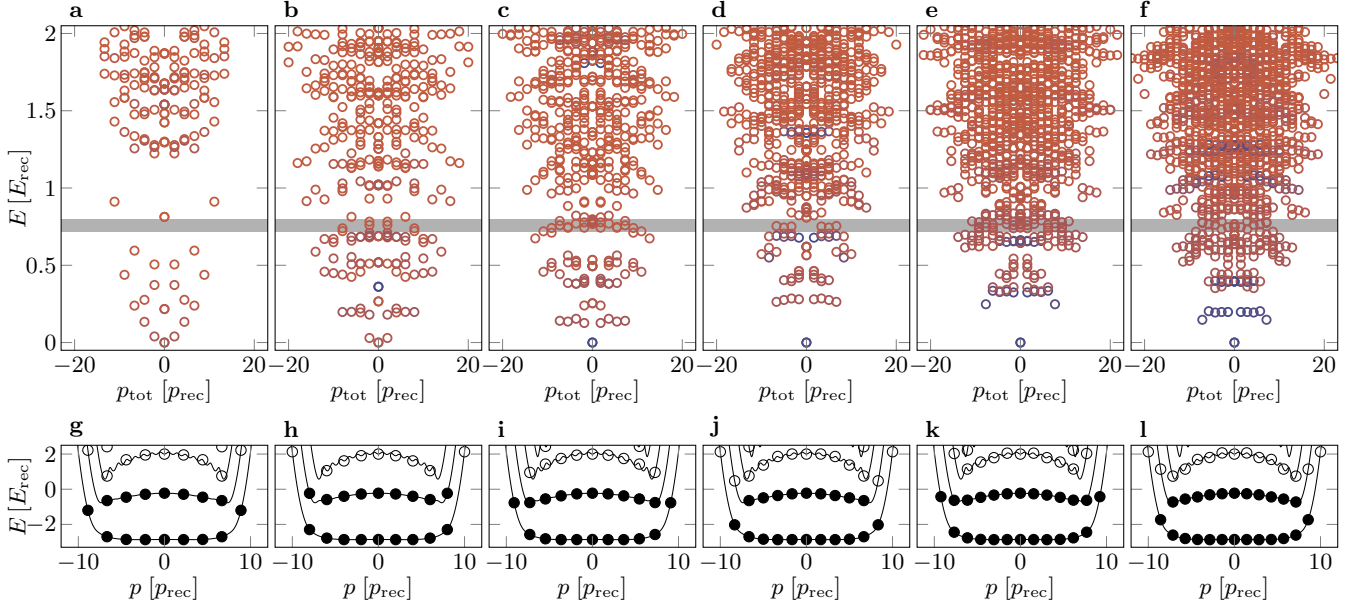 a b c d e f
2
1.5
1
0.5
0
E [E_rec]
−20 0 20 −20 0 20 −20 0 20 −20 0 20 −20 0 20 −20 0 20
p_tot [p_rec] p_tot [p_rec] p_tot [p_rec] p_tot [p_rec] p_tot [p_rec] p_tot [p_rec]
g h i j k l
2
0
−2
E [E_rec]
−10 0 10 −10 0 10 −10 0 10 −10 0 10 −10 0 10 −10 0 10
p [p_rec] p [p_rec] p [p_rec] p [p_rec] p [p_rec] p [p_rec]